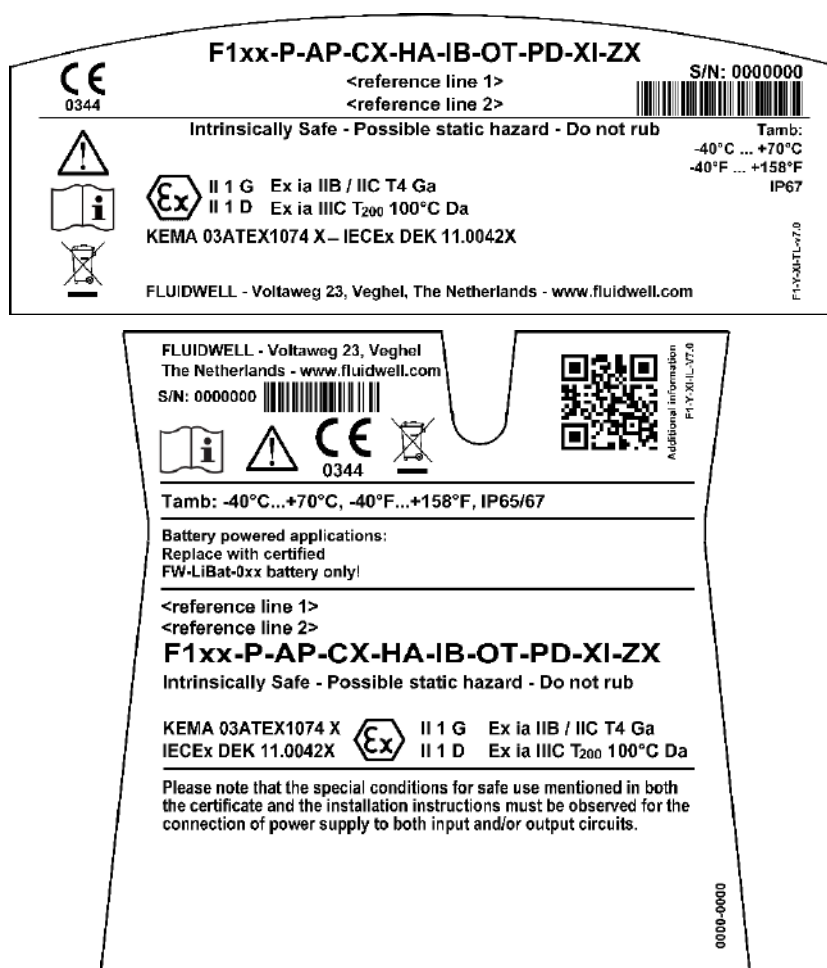 F1xx-P-AP-CX-HA-IB-OT-PD-XI-ZX
<reference line 1>
<reference line 2>
S/N: 0000000
CE
0344
Intrinsically Safe - Possible static hazard - Do not rub
Tamb:
-40°C ... +70°C
-40°F ... +158°F
IP67
i
Ex
II 1 G Ex ia IIB / IIC T4 Ga
II 1 D Ex ia IIIC T200 100°C Da
KEMA 03ATEX1074 X – IECEx DEK 11.0042X
FLUIDWELL - Voltaweg 23, Veghel, The Netherlands - www.fluidwell.com
F1-Y-XI-TL-v7.0
FLUIDWELL - Voltaweg 23, Veghel
The Netherlands - www.fluidwell.com
S/N: 0000000
i
CE
0344
Additional information
F1-Y-XI-IL-V7.0
Tamb: -40°C...+70°C, -40°F...+158°F, IP65/67
Battery powered applications:
Replace with certified
FW-LiBat-0xx battery only!
<reference line 1>
<reference line 2>
F1xx-P-AP-CX-HA-IB-OT-PD-XI-ZX
Intrinsically Safe - Possible static hazard - Do not rub
KEMA 03ATEX1074 X
IECEx DEK 11.0042X
Ex
II 1 G Ex ia IIB / IIC T4 Ga
II 1 D Ex ia IIIC T200 100°C Da
Please note that the special conditions for safe use mentioned in both
the certificate and the installation instructions must be observed for the
connection of power supply to both input and/or output circuits.
0000-0000